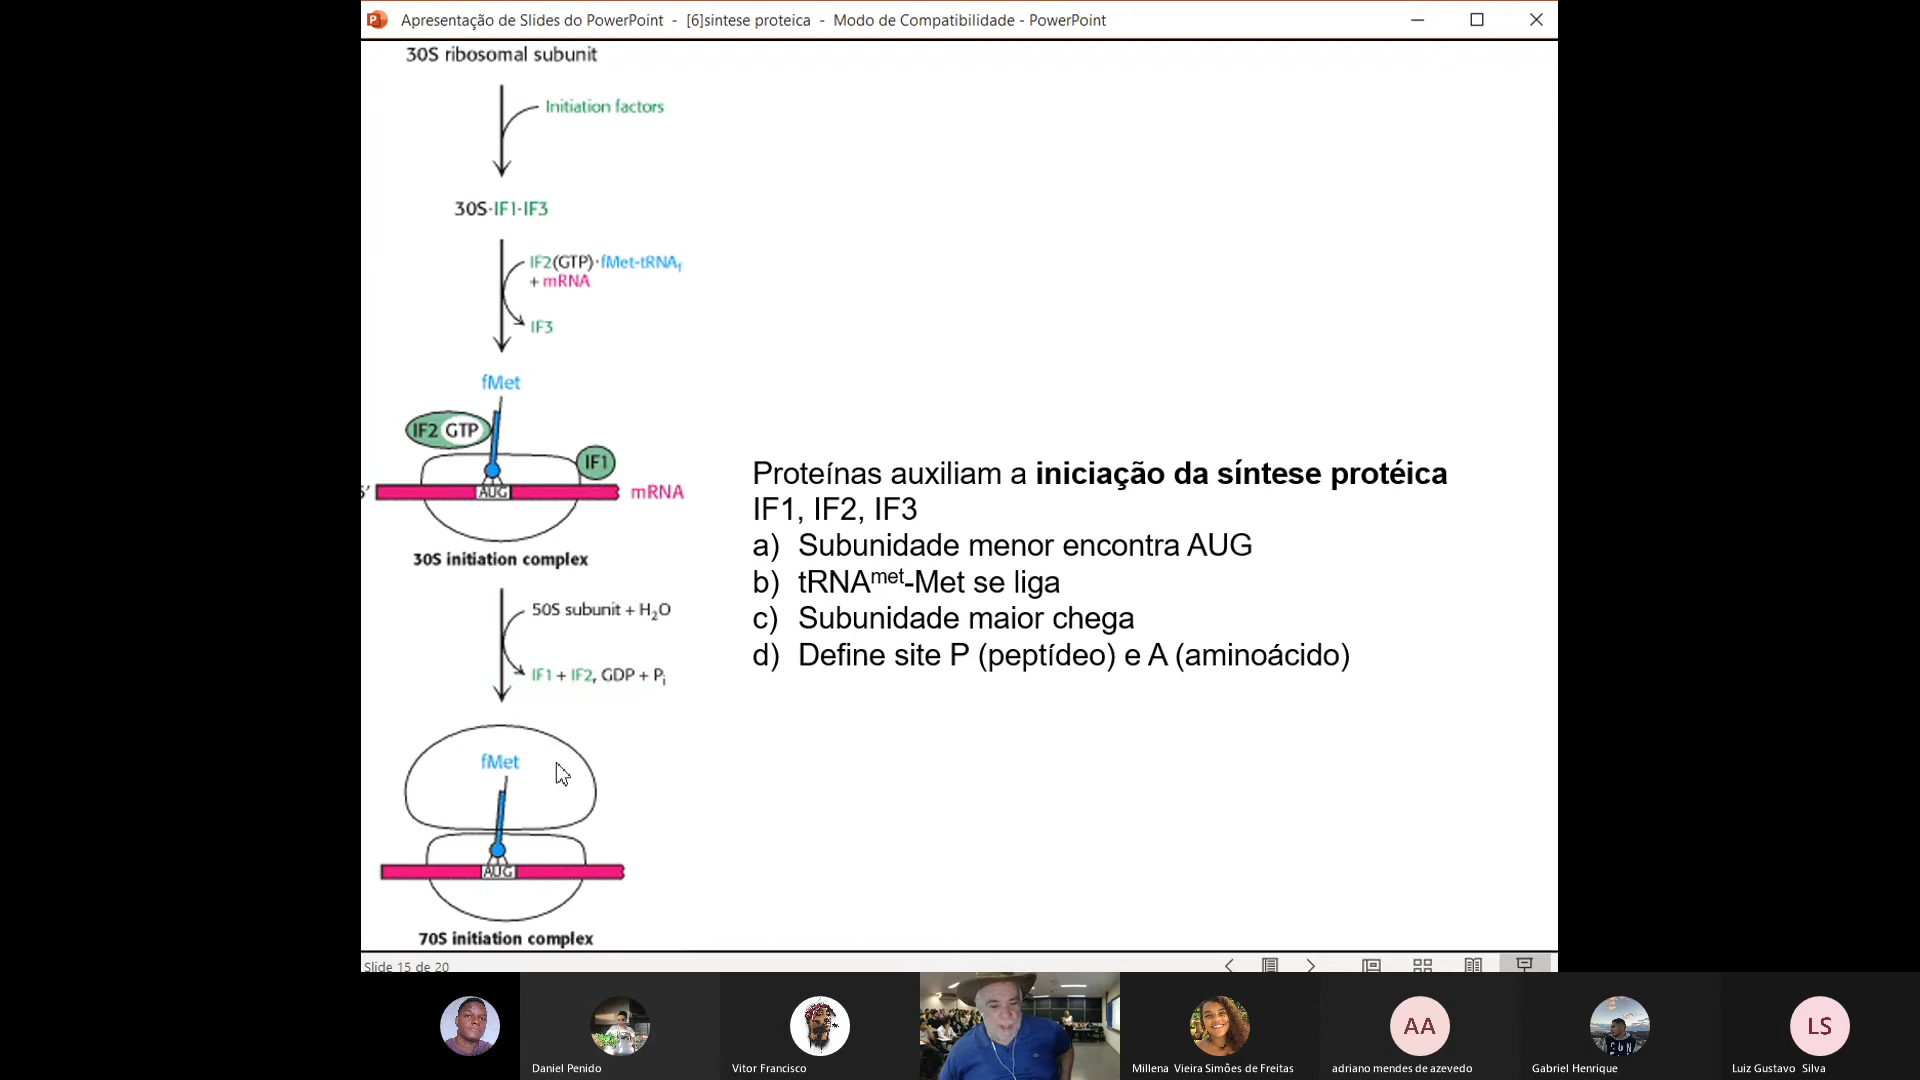 Apresentação de Slides do PowerPoint - [6]sintese proteica - Modo de Compatibilidade - PowerPoint
30S ribosomal subunit
Initiation factors
30S·IF1·IF3
IF2(GTP)·fMet-tRNAf
+ mRNA
IF3
fMet
IF2 GTP
IF1
5' AUG mRNA
30S initiation complex
50S subunit + H2O
IF1 + IF2, GDP + Pi
fMet
AUG
70S initiation complex
Proteínas auxiliam a iniciação da síntese protéica
IF1, IF2, IF3
a) Subunidade menor encontra AUG
b) tRNAmet-Met se liga
c) Subunidade maior chega
d) Define site P (peptídeo) e A (aminoácido)
Slide 15 de 20
AA
LS
Daniel Penido
Vitor Francisco
Millena Vieira Simões de Freitas
adriano mendes de azevedo
Gabriel Henrique
Luiz Gustavo Silva